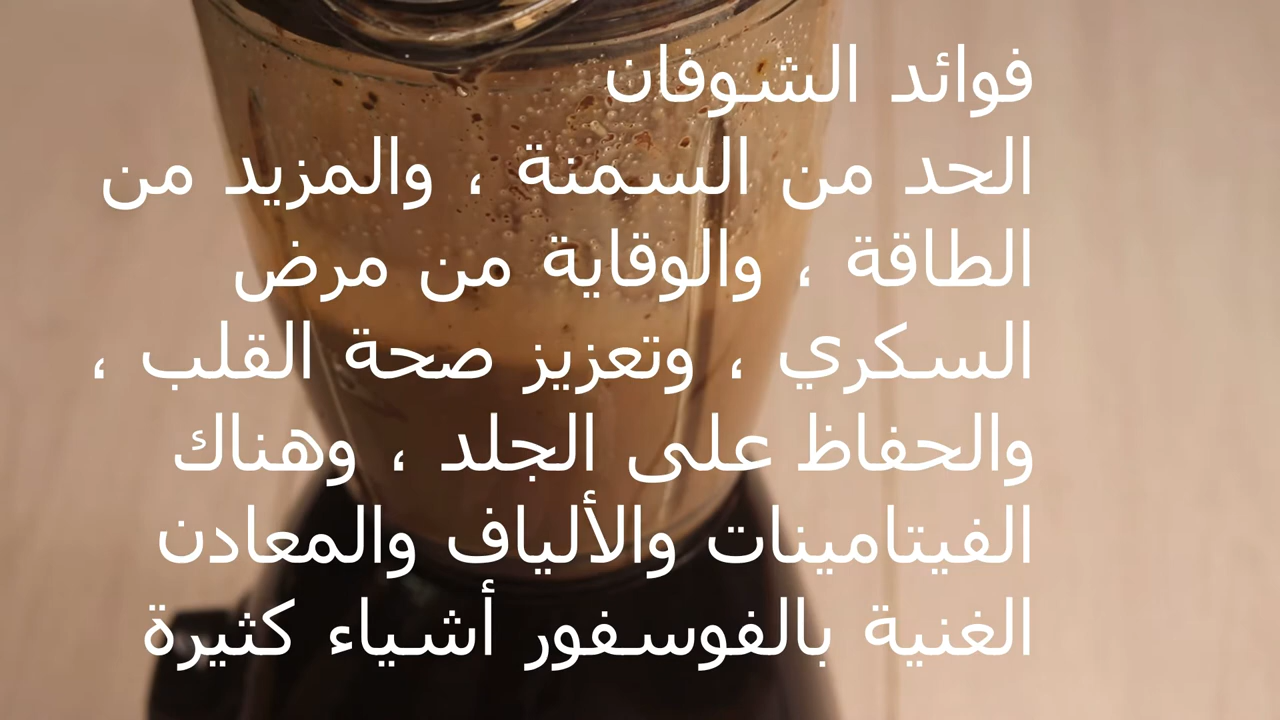 فوائد الشوفان
الحد من السمنة ، والمزيد من
الطاقة ، والوقاية من مرض
السكري ، وتعزيز صحة القلب ،
والحفاظ على الجلد ، وهناك
الفيتامينات والألياف والمعادن
الغنية بالفوسفور أشياء كثيرة